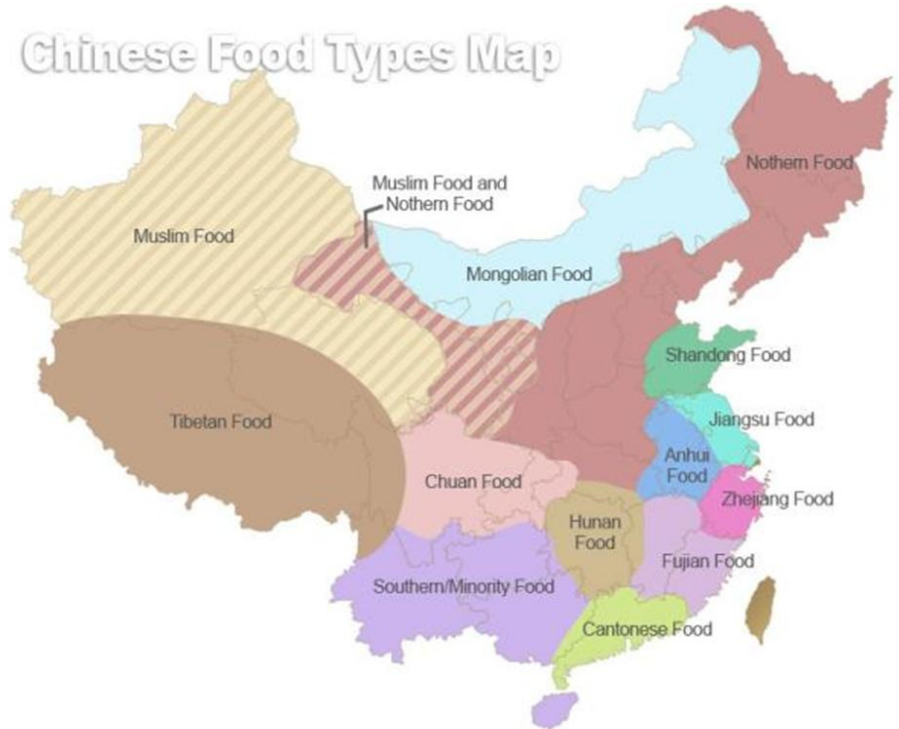 Chinese Food Types Map
Nothern Food
Muslim Food and
Nothern Food
Muslim Food
Mongolian Food
Shandong Food
Tibetan Food
Jiangsu Food
Anhui
Food
Chuan Food
Zhejiang Food
Hunan
Food
Fujian Food
Southern/Minority Food
Cantonese Food